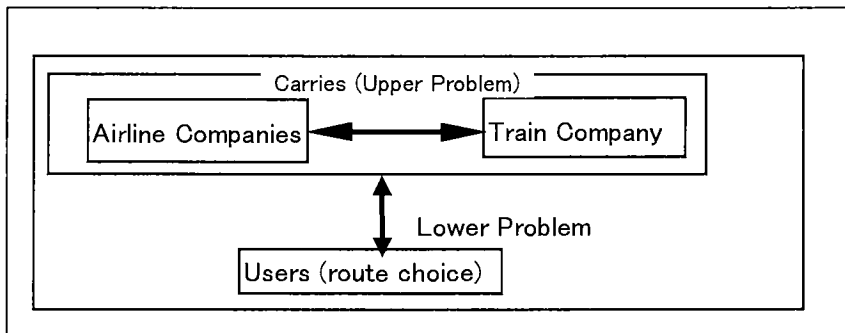 Carries (Upper Problem)
Airline Companies
Train Company
Lower Problem
Users (route choice)